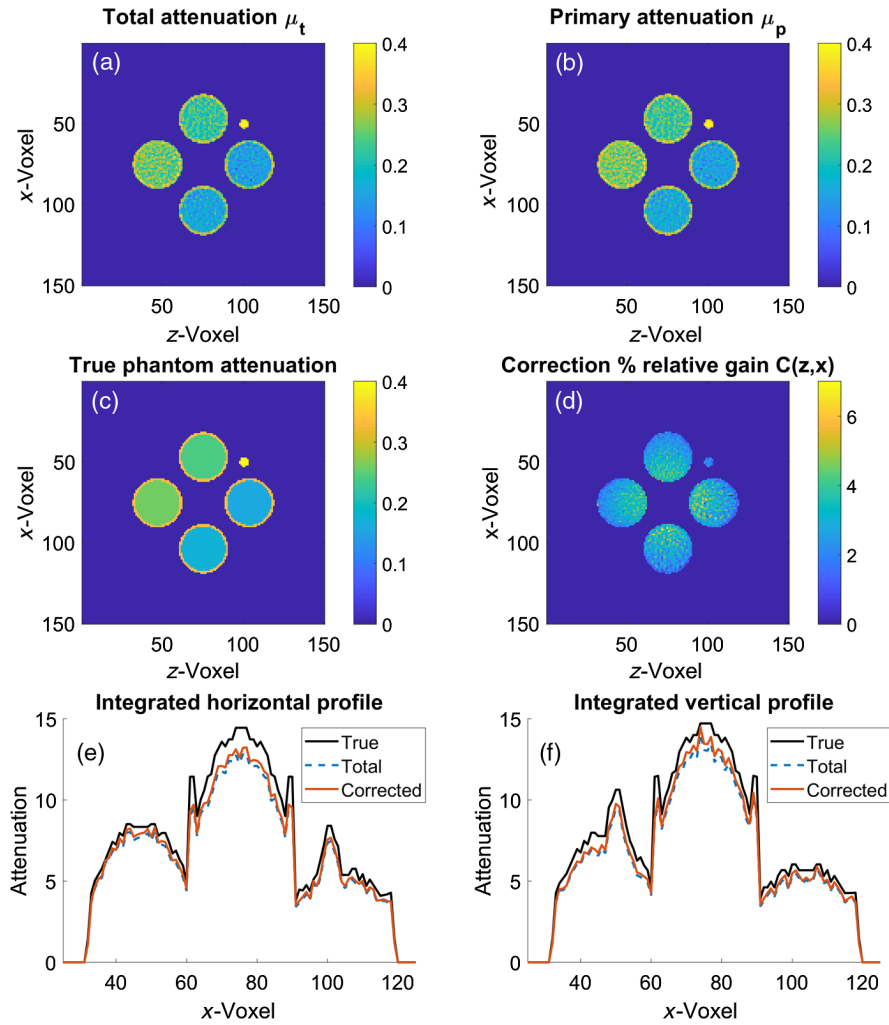 Total attenuation μt
Primary attenuation μp
(a)
(b)
0.4
0.3
0.2
0.1
0
0.4
0.3
0.2
0.1
0
50
100
150
50
100
150
x-Voxel
x-Voxel
50
100
150
50
100
150
z-Voxel
z-Voxel
True phantom attenuation
Correction % relative gain C(z,x)
(c)
(d)
0.4
0.3
0.2
0.1
0
6
4
2
0
50
100
150
50
100
150
x-Voxel
x-Voxel
50
100
150
50
100
150
z-Voxel
z-Voxel
Integrated horizontal profile
Integrated vertical profile
(e)
(f)
True
Total
Corrected
True
Total
Corrected
15
10
5
0
15
10
5
0
Attenuation
Attenuation
40
60
80
100
120
40
60
80
100
120
x-Voxel
x-Voxel